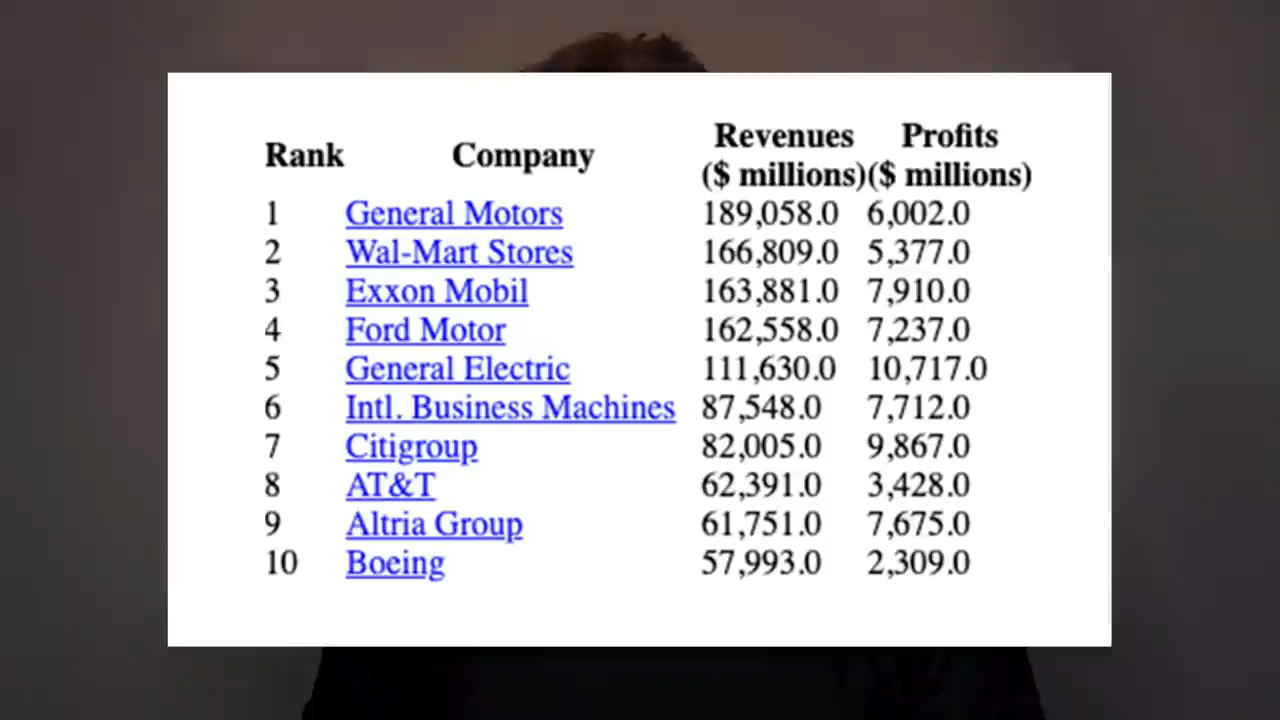 Rank Company Revenues ($ millions) Profits ($ millions)
1 General Motors 189,058.0 6,002.0
2 Wal-Mart Stores 166,809.0 5,377.0
3 Exxon Mobil 163,881.0 7,910.0
4 Ford Motor 162,558.0 7,237.0
5 General Electric 111,630.0 10,717.0
6 Intl. Business Machines 87,548.0 7,712.0
7 Citigroup 82,005.0 9,867.0
8 AT&T 62,391.0 3,428.0
9 Altria Group 61,751.0 7,675.0
10 Boeing 57,993.0 2,309.0